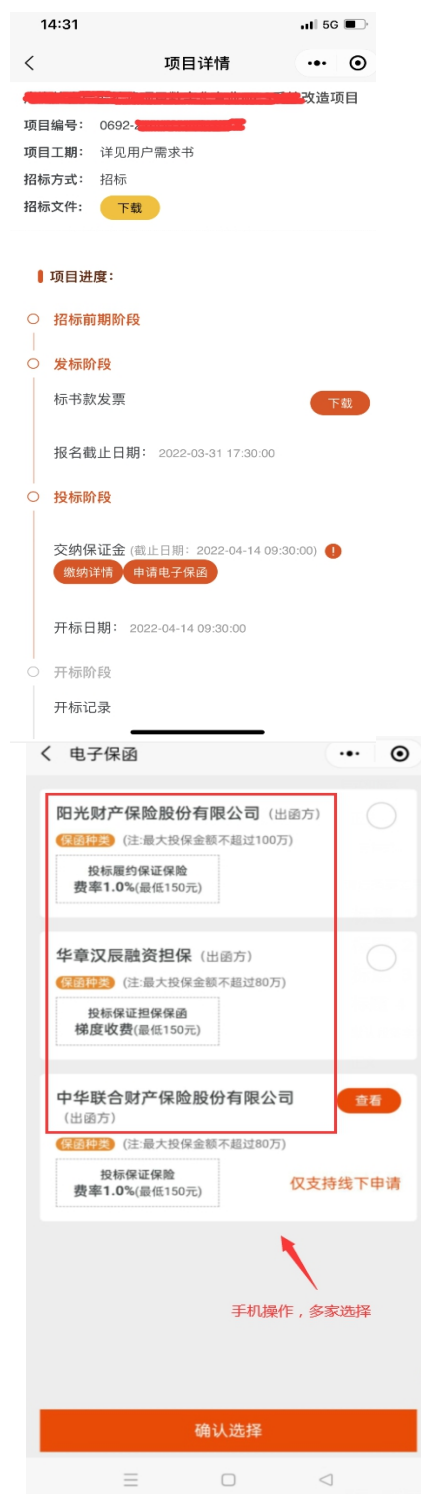 14:31
5G
项目详情
改造项目
项目编号： 0692-
项目工期： 详见用户需求书
招标方式： 招标
招标文件： 下载
项目进度：
招标前期阶段
发标阶段
标书款发票 下载
报名截止日期： 2022-03-31 17:30:00
投标阶段
交纳保证金 (截止日期：2022-04-14 09:30:00) !
缴纳详情 申请电子保函
开标日期： 2022-04-14 09:30:00
开标阶段
开标记录
电子保函
阳光财产保险股份有限公司（出函方）
保函种类 (注:最大投保金额不超过100万)
投标履约保证保险
费率1.0%(最低150元)
华章汉辰融资担保（出函方）
保函种类 (注:最大投保金额不超过80万)
投标保证担保保函
梯度收费(最低150元)
中华联合财产保险股份有限公司 查看
（出函方）
保函种类 (注:最大投保金额不超过80万)
投标保证保险
费率1.0%(最低150元)
仅支持线下申请
手机操作，多家选择
确认选择